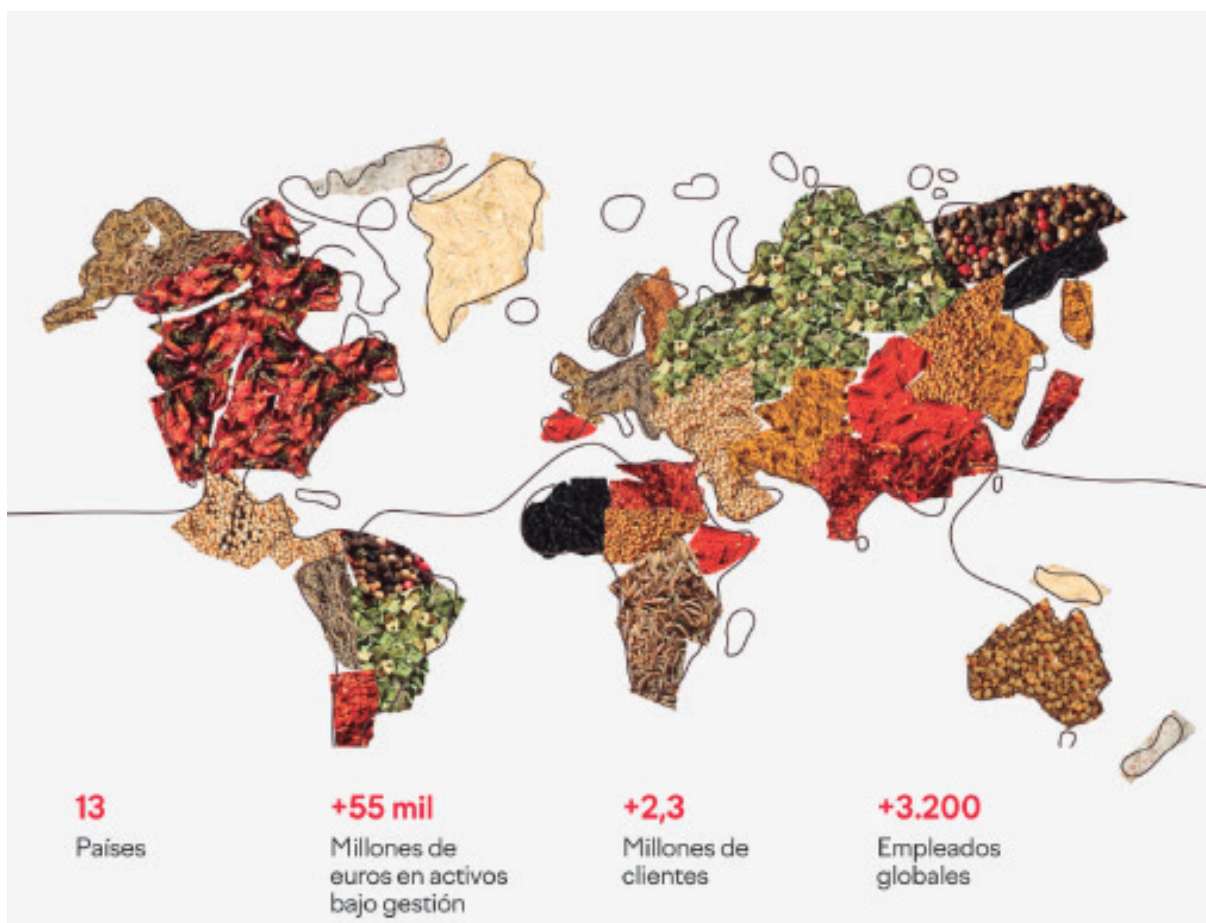 13
Países
+55 mil
Millones de
euros en activos
bajo gestión
+2,3
Millones de
clientes
+3.200
Empleados
globales